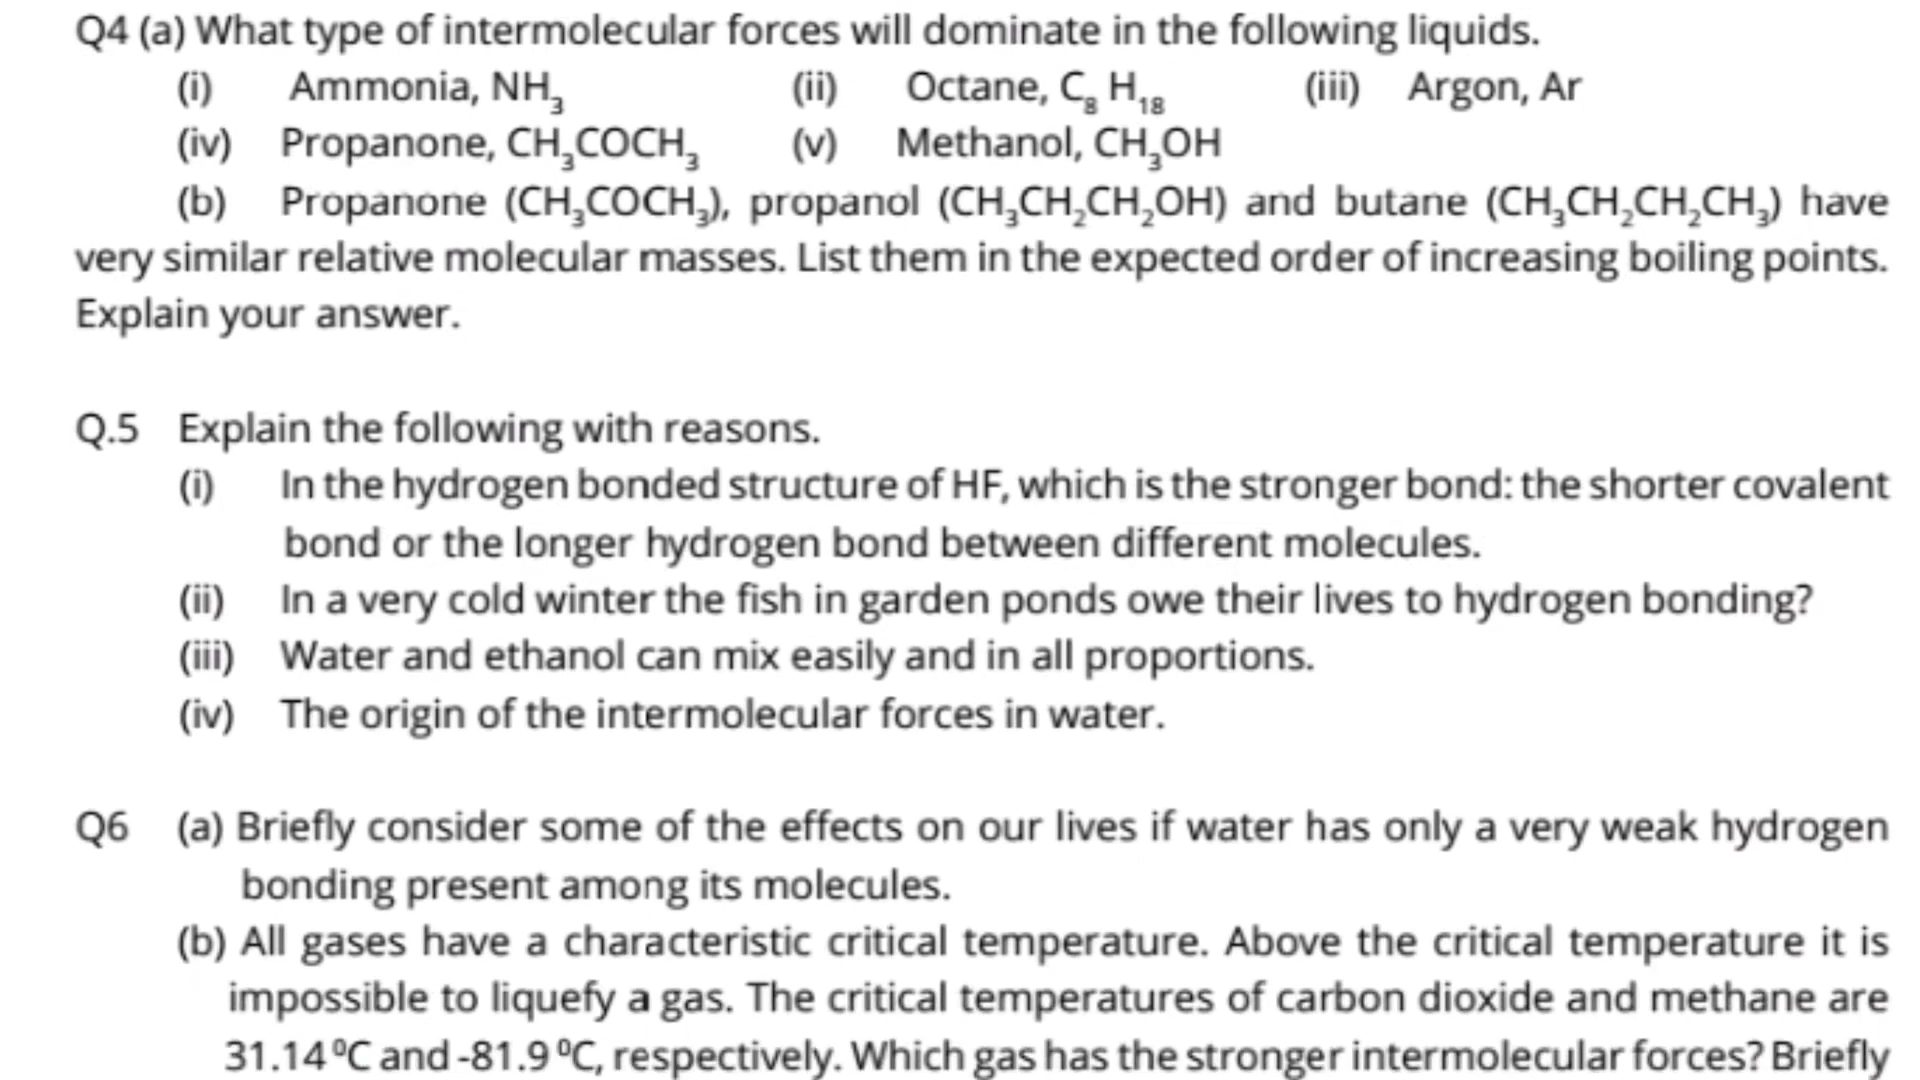 Q4 (a) What type of intermolecular forces will dominate in the following liquids.
(i) Ammonia, NH₃ (ii) Octane, C₈ H₁₈ (iii) Argon, Ar
(iv) Propanone, CH₃COCH₃ (v) Methanol, CH₃OH
(b) Propanone (CH₃COCH₃), propanol (CH₃CH₂CH₂OH) and butane (CH₃CH₂CH₂CH₃) have
very similar relative molecular masses. List them in the expected order of increasing boiling points.
Explain your answer.
Q.5 Explain the following with reasons.
(i) In the hydrogen bonded structure of HF, which is the stronger bond: the shorter covalent
bond or the longer hydrogen bond between different molecules.
(ii) In a very cold winter the fish in garden ponds owe their lives to hydrogen bonding?
(iii) Water and ethanol can mix easily and in all proportions.
(iv) The origin of the intermolecular forces in water.
Q6 (a) Briefly consider some of the effects on our lives if water has only a very weak hydrogen
bonding present among its molecules.
(b) All gases have a characteristic critical temperature. Above the critical temperature it is
impossible to liquefy a gas. The critical temperatures of carbon dioxide and methane are
31.14 ⁰C and -81.9 ⁰C, respectively. Which gas has the stronger intermolecular forces? Briefly